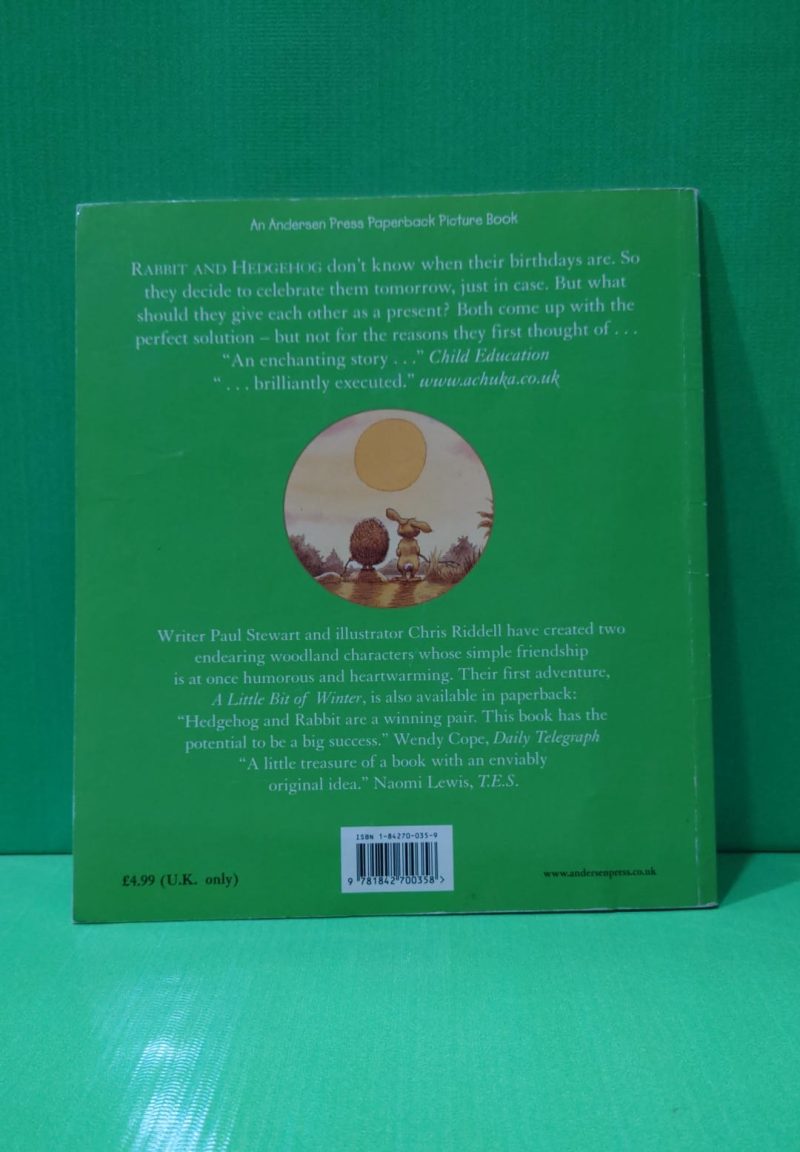 An Andersen Press Paperback Picture Book
RABBIT AND HEDGEHOG don't know when their birthdays are. So
they decide to celebrate them tomorrow, just in case. But what
should they give each other as a present? Both come up with the
perfect solution – but not for the reasons they first thought of . . .
“An enchanting story . . .” Child Education
“ . . . brilliantly executed.” www.achuka.co.uk
Writer Paul Stewart and illustrator Chris Riddell have created two
endearing woodland characters whose simple friendship
is at once humorous and heartwarming. Their first adventure,
A Little Bit of Winter, is also available in paperback:
“Hedgehog and Rabbit are a winning pair. This book has the
potential to be a big success.” Wendy Cope, Daily Telegraph
“A little treasure of a book with an enviably
original idea.” Naomi Lewis, T.E.S.
ISBN 1-84270-035-9
9 781842 700358 >
£4.99 (U.K. only)
www.andersenpress.co.uk